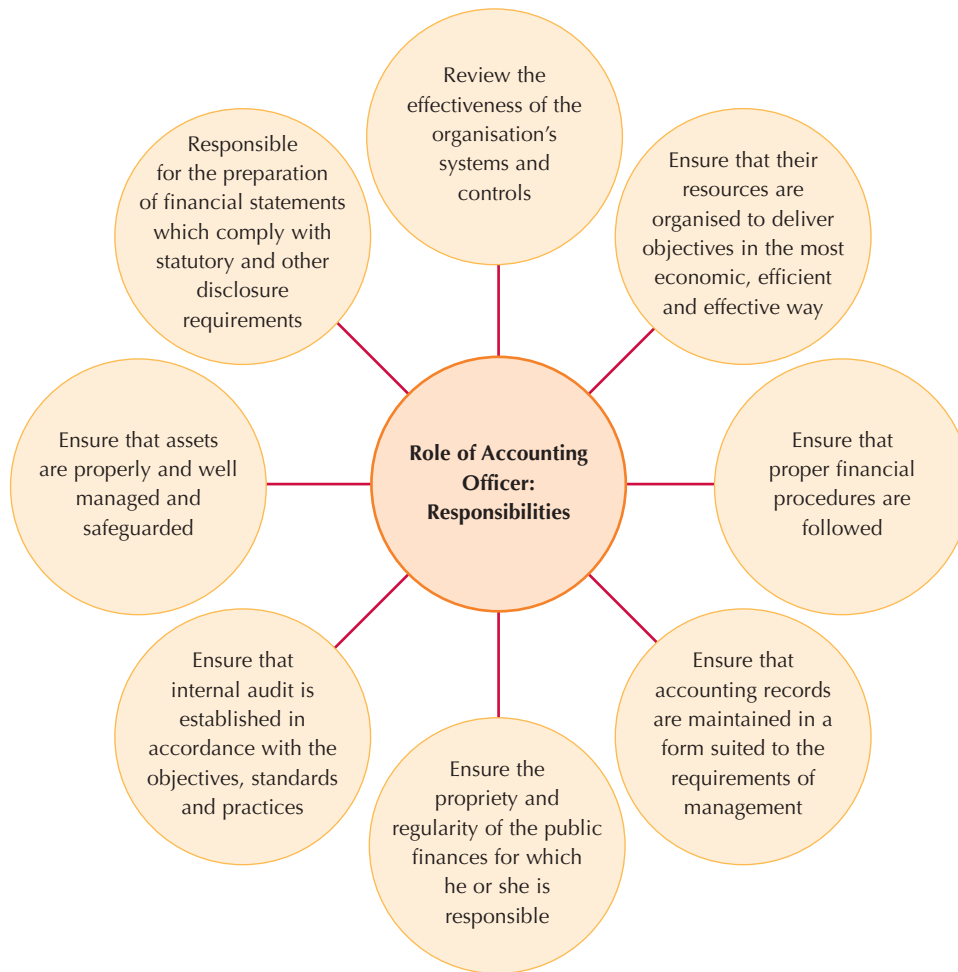 Review the
effectiveness of the
organisation’s
systems and
controls
Ensure that their
resources are
organised to deliver
objectives in the most
economic, efficient
and effective way
Ensure that
proper financial
procedures are
followed
Ensure that
accounting records
are maintained in a
form suited to the
requirements of
management
Ensure the
propriety and
regularity of the public
finances for which
he or she is
responsible
Ensure that
internal audit is
established in
accordance with the
objectives, standards
and practices
Ensure that assets
are properly and well
managed and
safeguarded
Responsible
for the preparation
of financial statements
which comply with
statutory and other
disclosure
requirements
Role of Accounting
Officer:
Responsibilities